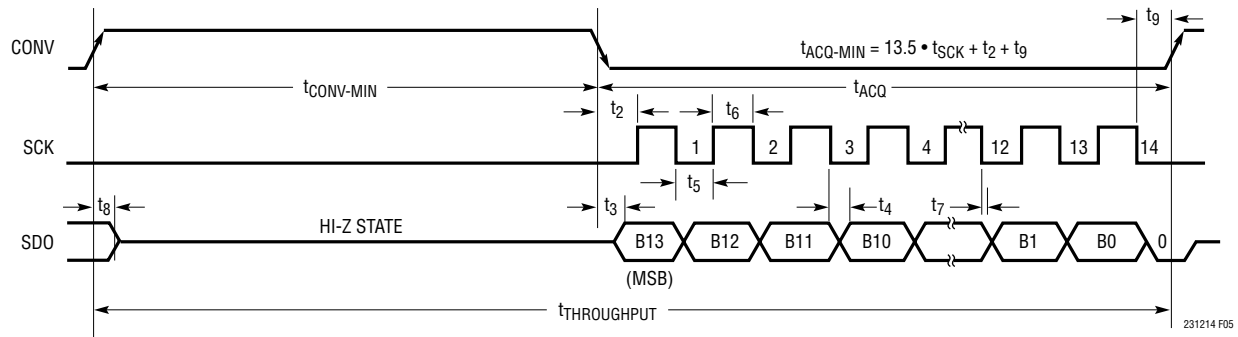 t9
CONV
tACQ-MIN = 13.5 • tSCK + t2 + t9
tCONV-MIN
tACQ
t2
t6
SCK
1
2
3
4
12
13
14
t5
t8
t3
t4
t7
HI-Z STATE
SDO
B13
B12
B11
B10
B1
B0
0
(MSB)
tTHROUGHPUT
231214 F05